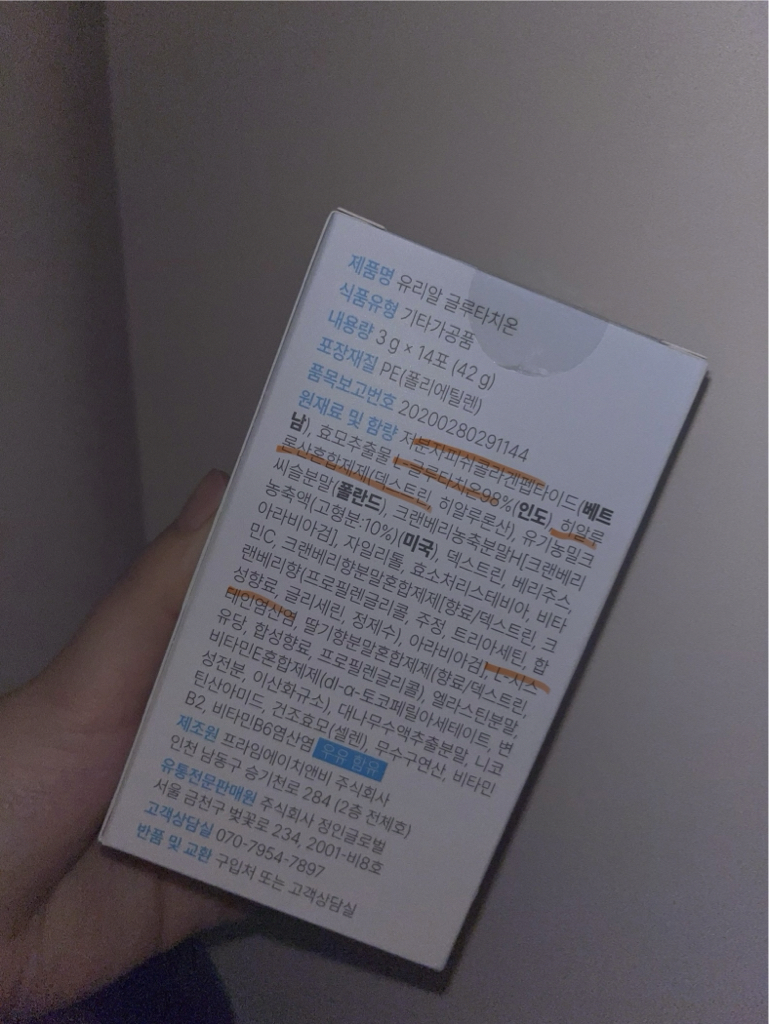 제품명 유리알 글루타치온
식품유형 기타가공품
내용량 3 g × 14포 (42 g)
포장재질 PE(폴리에틸렌)
품목보고번호 20200280291144
원재료 및 함량 저분자피쉬콜라겐펩타이드(베트
남), 효모추출물 L-글루타치온98%(인도), 히알루
론산혼합제제(덱스트린, 히알루론산), 유기농밀크
씨슬분말(폴란드), 크랜베리농축분말H[크랜베리
농축액(고형분:10%)(미국), 덱스트린, 베리주스,
아라비아검], 자일리톨, 효소처리스테비아, 비타
민C, 크랜베리향분말혼합제제[향료/덱스트린, 크
랜베리향(프로필렌글리콜, 주정, 트리아세틴, 합
성향료, 글리세린, 정제수), 아라비아검], L-시스
테인염산염, 딸기향분말혼합제제(향료/덱스트린,
유당, 합성향료, 프로필렌글리콜), 엘라스틴분말,
비타민E혼합제제(dl-α-토코페릴아세테이트, 변
성전분, 이산화규소), 대나무수액추출분말, 니코
틴산아미드, 건조효모(셀렌), 무수구연산, 비타민
B2, 비타민B6염산염 우유 함유
제조원 프라임에이치앤비 주식회사
인천 남동구 승기천로 284 (2층 전체호)
유통전문판매원 주식회사 정인글로벌
서울 금천구 벚꽃로 234, 2001-비8호
고객상담실 070-7954-7897
반품 및 교환 구입처 또는 고객상담실